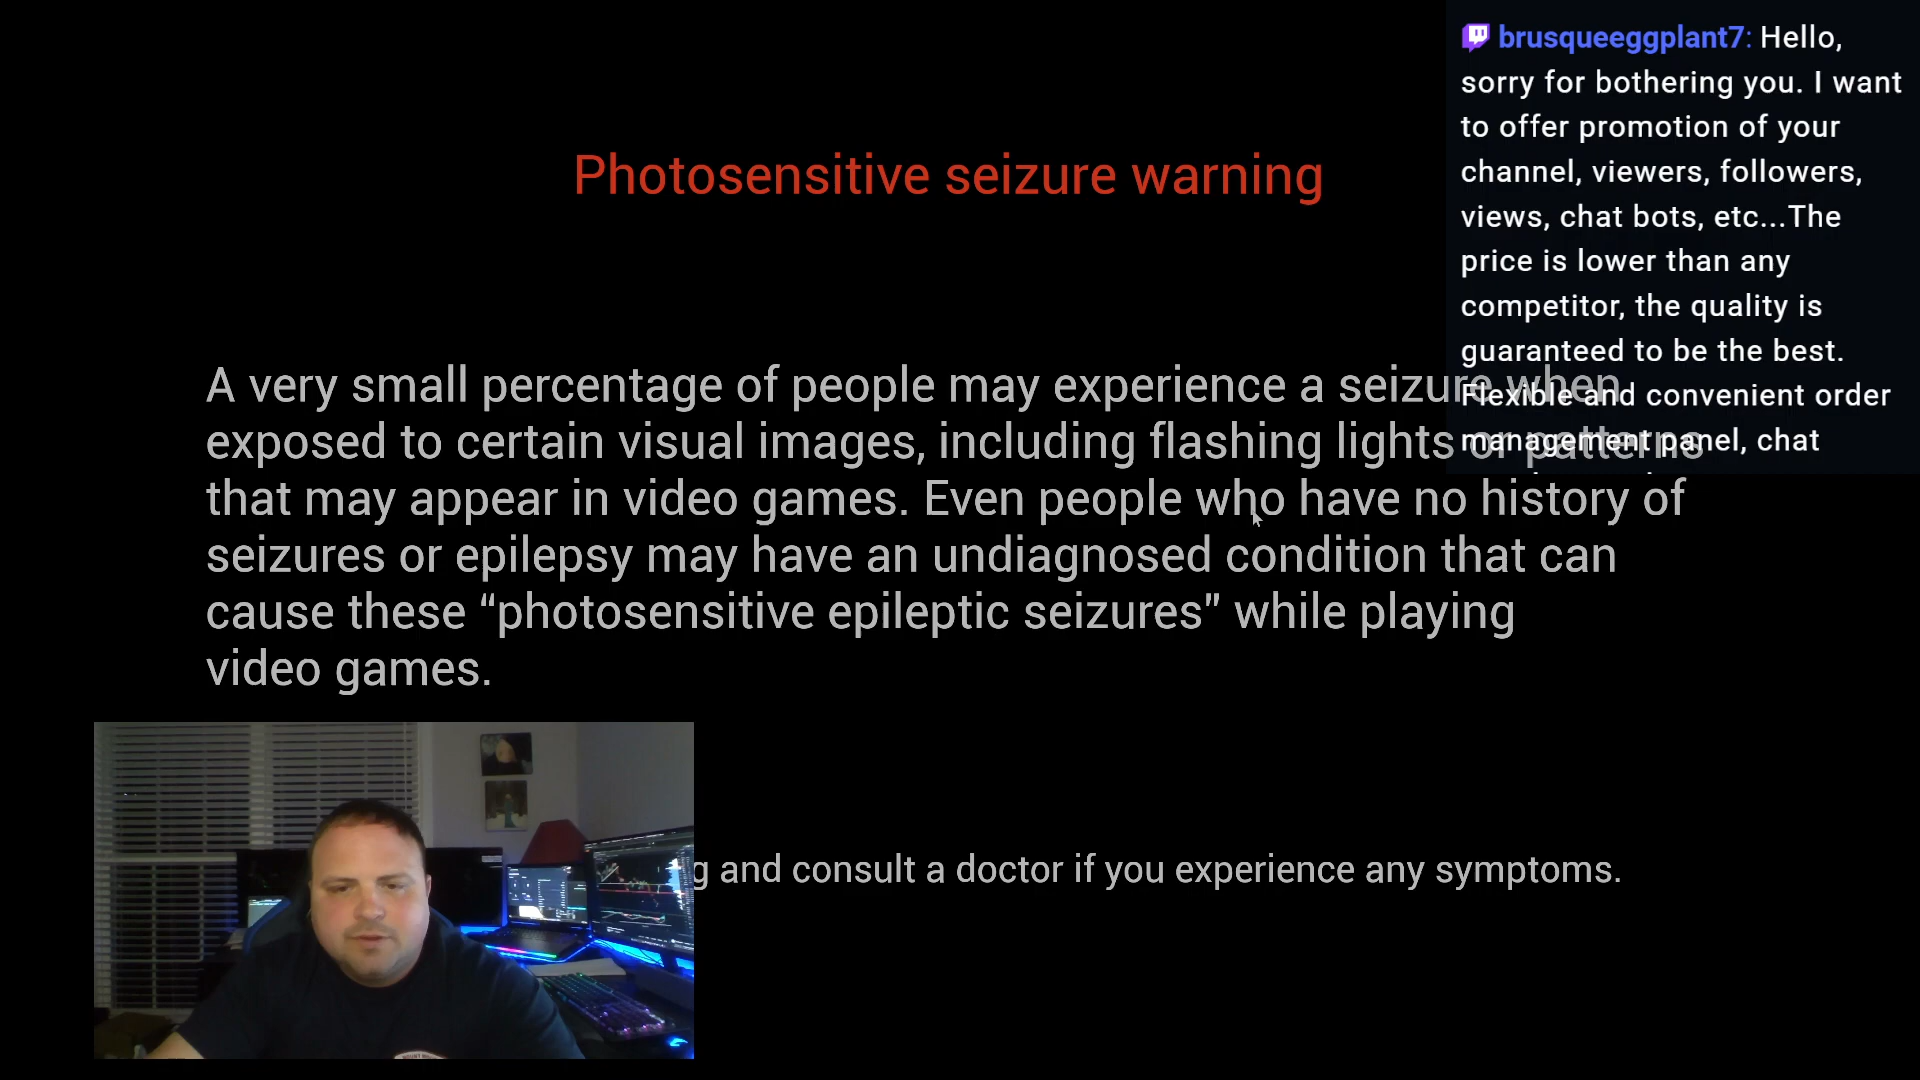 Photosensitive seizure warning
A very small percentage of people may experience a seizure when
exposed to certain visual images, including flashing lights or patterns
that may appear in video games. Even people who have no history of
seizures or epilepsy may have an undiagnosed condition that can
cause these “photosensitive epileptic seizures” while playing
video games.
and consult a doctor if you experience any symptoms.
brusqueeggplant7: Hello,
sorry for bothering you. I want
to offer promotion of your
channel, viewers, followers,
views, chat bots, etc...The
price is lower than any
competitor, the quality is
guaranteed to be the best.
Flexible and convenient order
management panel, chat